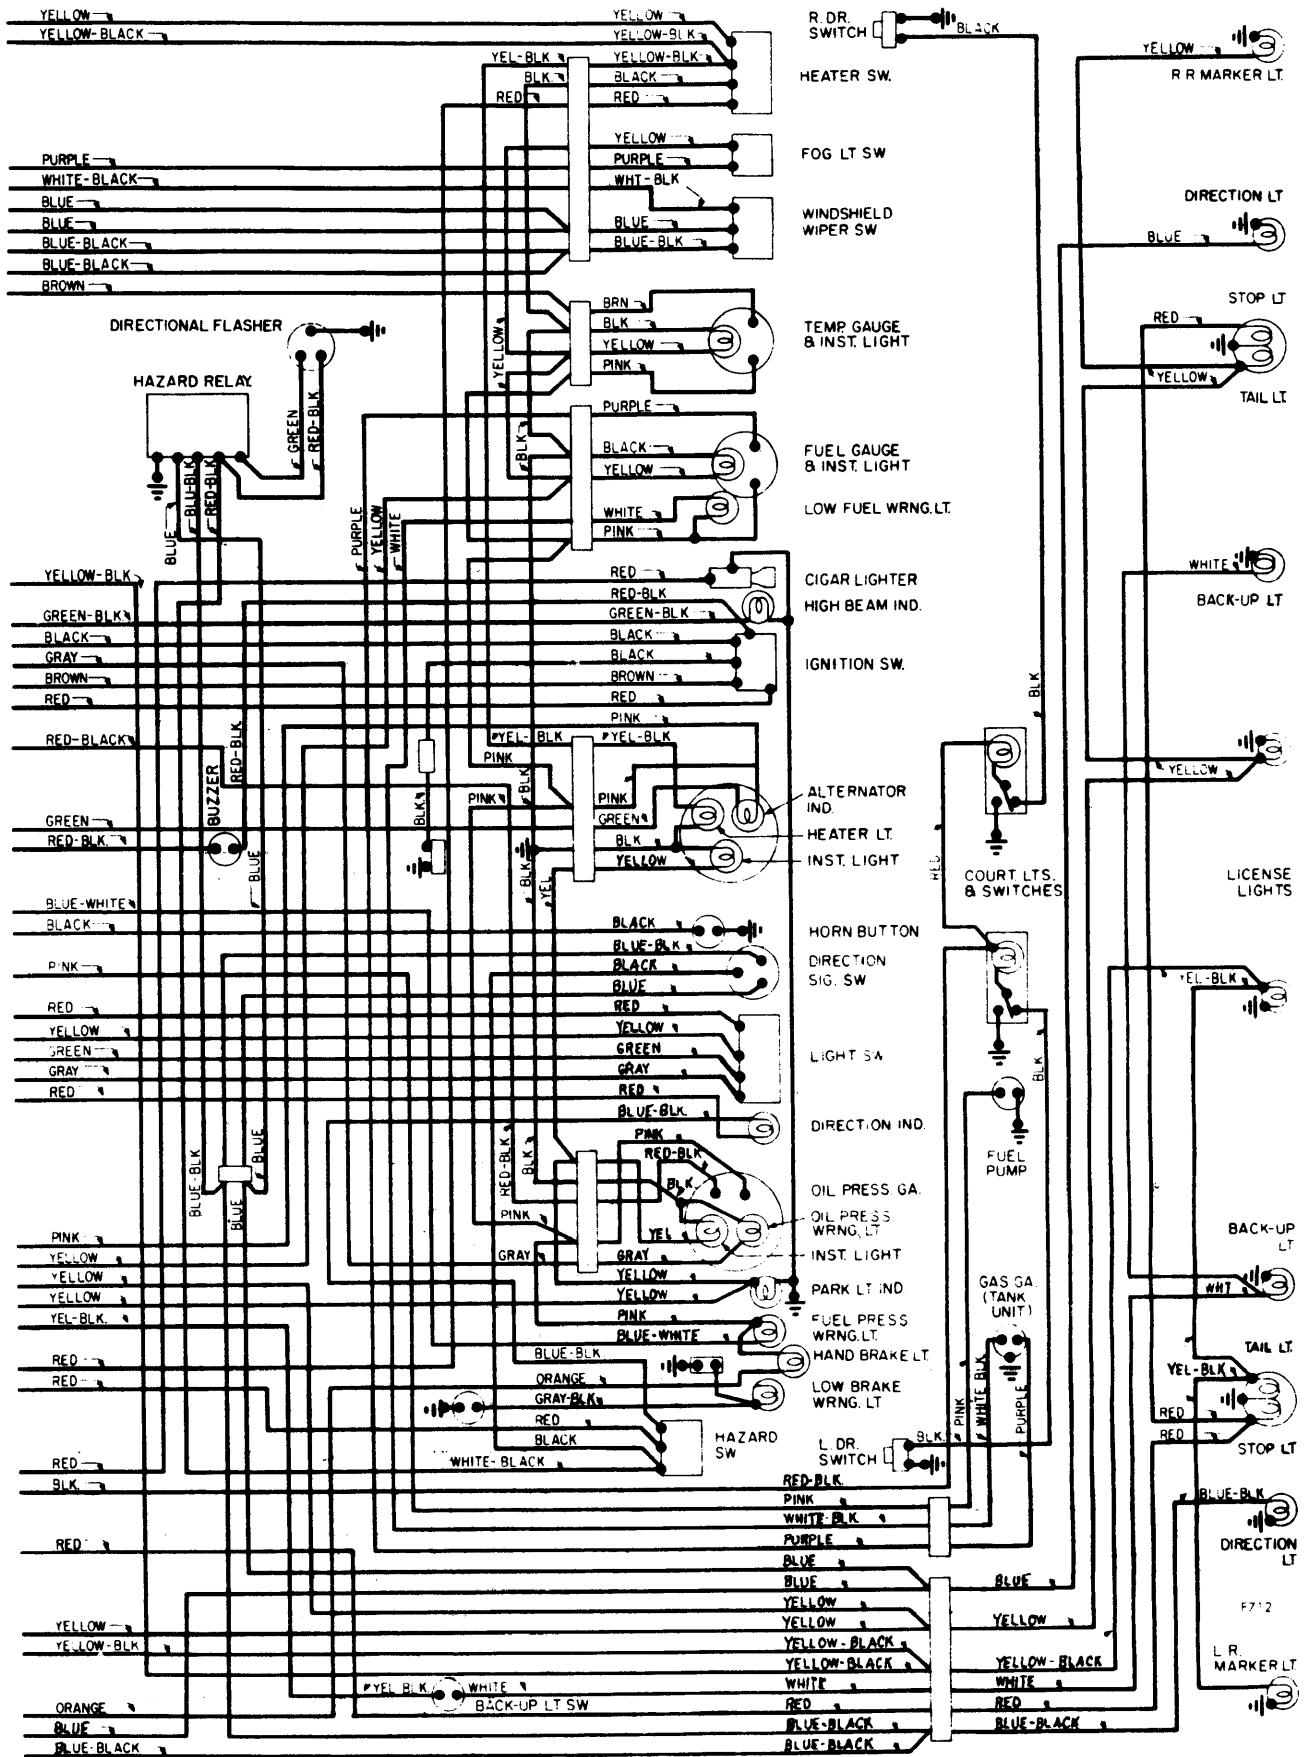 YELLOW
YELLOW-BLACK
YELLOW
YELLOW-BLK
YEL-BLK
YELLOW-BLK
BLK.
BLACK
RED
RED
R. DR.
SWITCH
BLACK
HEATER SW.
YELLOW
R R MARKER LT.
YELLOW
PURPLE
FOG LT SW
PURPLE
WHITE-BLACK
WHT-BLK
BLUE
BLUE
BLUE
BLUE-BLACK
BLUE-BLK
BLUE-BLACK
BROWN
WINDSHIELD
WIPER SW
DIRECTION LT
BLUE
DIRECTIONAL FLASHER
HAZARD RELAY
BRN
BLK
YELLOW
PINK
YELLOW
TEMP. GAUGE
& INST. LIGHT
STOP LT
RED
YELLOW
TAIL LT.
GREEN
RED-BLK
BLUE
BLU-BLK
RED-BLK
PURPLE
YELLOW
WHITE
BLK
PURPLE
BLACK
YELLOW
WHITE
PINK
FUEL GAUGE
& INST. LIGHT
LOW FUEL WRNG.LT.
YELLOW-BLK
GREEN-BLK
BLACK
GRAY
BROWN
RED
RED
RED-BLK
GREEN-BLK
BLACK
BLACK
BROWN
RED
PINK
CIGAR LIGHTER
HIGH BEAM IND.
IGNITION SW.
WHITE
BACK-UP LT
BLK
RED-BLACK
RED-BLK
BUZZER
YEL-BLK
YEL-BLK
PINK
BLK
PINK
PINK
GREEN
BLK
YELLOW
BLK
BLK
YEL
ALTERNATOR
IND.
HEATER LT.
INST. LIGHT
RED
COURT. LTS.
& SWITCHES
YELLOW
LICENSE
LIGHTS
GREEN
RED-BLK.
BLUE
BLUE-WHITE
BLACK
PINK
BLACK
BLUE-BLK
BLACK
BLUE
HORN BUTTON
DIRECTION
SIG. SW
YEL-BLK
RED
YELLOW
GREEN
GRAY
RED
RED
YELLOW
GREEN
GRAY
RED
BLUE-BLK.
LIGHT SW
DIRECTION IND.
BLK
FUEL
PUMP
BLUE-BLK
BLUE
BLUE
RED-BLK
BLK
PINK
RED-BLK
BLK
PINK
YEL
GRAY
GRAY
YELLOW
YELLOW
PINK
BLUE-WHITE
OIL PRESS. GA.
OIL PRESS
WRNG. LT
INST. LIGHT
PARK LT IND
FUEL PRESS
WRNG. LT.
HAND BRAKE LT.
LOW BRAKE
WRNG. LT
GAS GA.
(TANK
UNIT)
BACK-UP
LT
WHT
PINK
YELLOW
YELLOW
YELLOW
YEL-BLK.
RED
RED
BLUE-BLK.
ORANGE
GRAY-BLK
RED
BLACK
WHITE-BLACK
HAZARD
SW
L. DR.
SWITCH
BLK.
PINK
WHITE BLK
PURPLE
TAIL LT.
YEL-BLK
RED
RED
STOP LT
RED
BLK.
RED-BLK.
PINK
WHITE-BLK
PURPLE
BLUE-BLK
DIRECTION
LT
RED
BLUE
BLUE
BLUE
YELLOW
YELLOW
YELLOW
F712
YELLOW
YELLOW-BLK
YELLOW-BLACK
YELLOW-BLACK
YELLOW-BLACK
WHITE
WHITE
RED
RED
BLUE-BLACK
BLUE-BLACK
BLUE-BLACK
YEL BLK
WHITE
BACK-UP LT SW
L R.
MARKER LT
ORANGE
BLUE
BLUE-BLACK